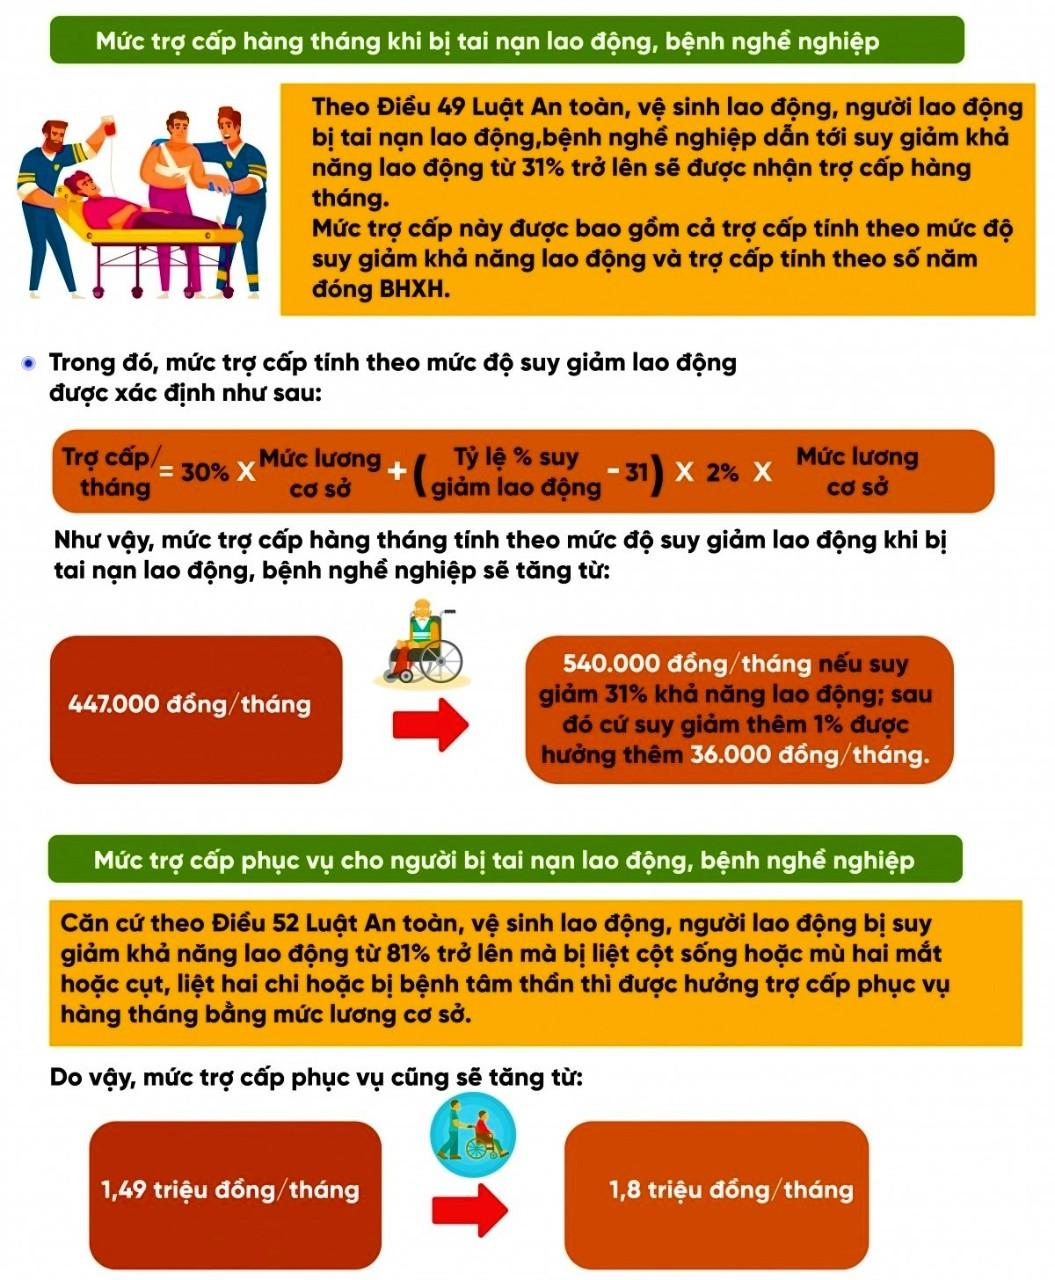 Mức trợ cấp hàng tháng khi bị tai nạn lao động, bệnh nghề nghiệp
Theo Điều 49 Luật An toàn, vệ sinh lao động, người lao động
bị tai nạn lao động,bệnh nghề nghiệp dẫn tới suy giảm khả
năng lao động từ 31% trở lên sẽ được nhận trợ cấp hàng
tháng.
Mức trợ cấp này được bao gồm cả trợ cấp tính theo mức độ
suy giảm khả năng lao động và trợ cấp tính theo số năm
đóng BHXH.
Trong đó, mức trợ cấp tính theo mức độ suy giảm lao động
được xác định như sau:
Trợ cấp/ tháng = 30% X Mức lương cơ sở + ( Tỷ lệ % suy giảm lao động - 31 ) X 2% X Mức lương cơ sở
Như vậy, mức trợ cấp hàng tháng tính theo mức độ suy giảm lao động khi bị
tai nạn lao động, bệnh nghề nghiệp sẽ tăng từ:
447.000 đồng/tháng
540.000 đồng/tháng nếu suy
giảm 31% khả năng lao động; sau
đó cứ suy giảm thêm 1% được
hưởng thêm 36.000 đồng/tháng.
Mức trợ cấp phục vụ cho người bị tai nạn lao động, bệnh nghề nghiệp
Căn cứ theo Điều 52 Luật An toàn, vệ sinh lao động, người lao động bị suy
giảm khả năng lao động từ 81% trở lên mà bị liệt cột sống hoặc mù hai mắt
hoặc cụt, liệt hai chi hoặc bị bệnh tâm thần thì được hưởng trợ cấp phục vụ
hàng tháng bằng mức lương cơ sở.
Do vậy, mức trợ cấp phục vụ cũng sẽ tăng từ:
1,49 triệu đồng/tháng
1,8 triệu đồng/tháng